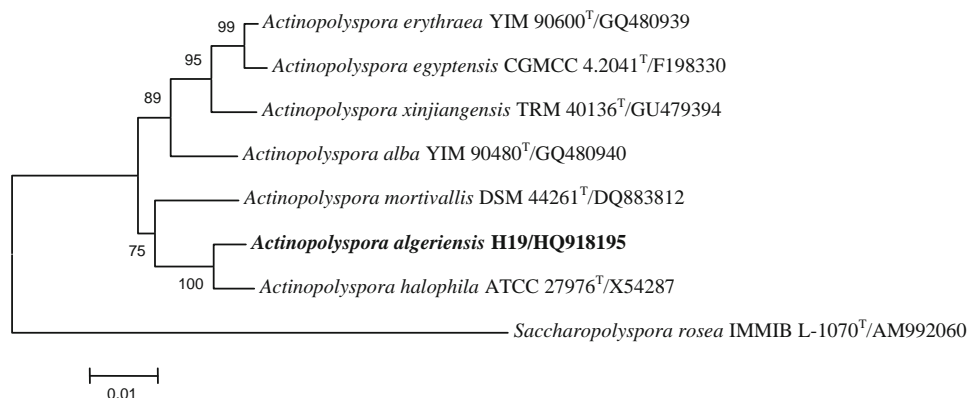 99
Actinopolyspora erythraea YIM 90600T/GQ480939
95
Actinopolyspora egyptensis CGMCC 4.2041T/F198330
89
Actinopolyspora xinjiangensis TRM 40136T/GU479394
Actinopolyspora alba YIM 90480T/GQ480940
Actinopolyspora mortivallis DSM 44261T/DQ883812
75
Actinopolyspora algeriensis H19/HQ918195
100
Actinopolyspora halophila ATCC 27976T/X54287
Saccharopolyspora rosea IMMIB L-1070T/AM992060
0.01